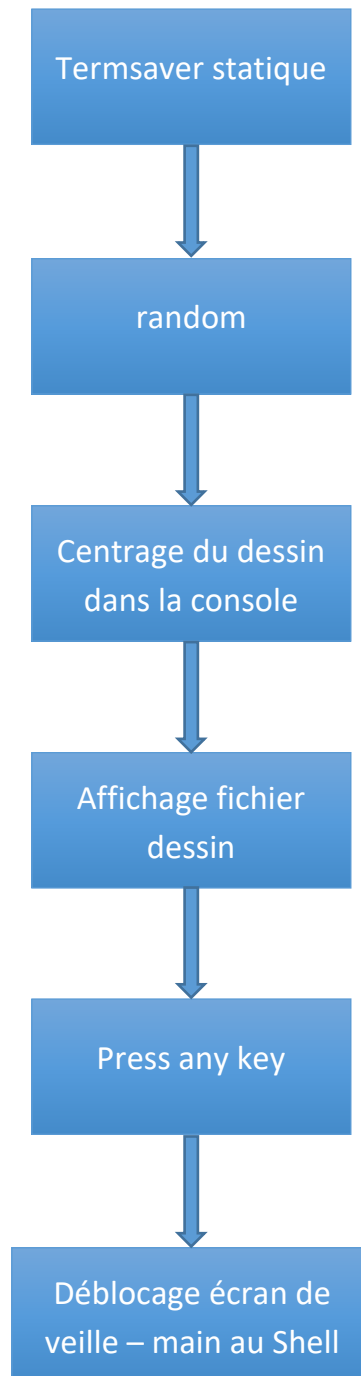 Termsaver statique
random
Centrage du dessin
dans la console
Affichage fichier
dessin
Press any key
Déblocage écran de
veille – main au Shell